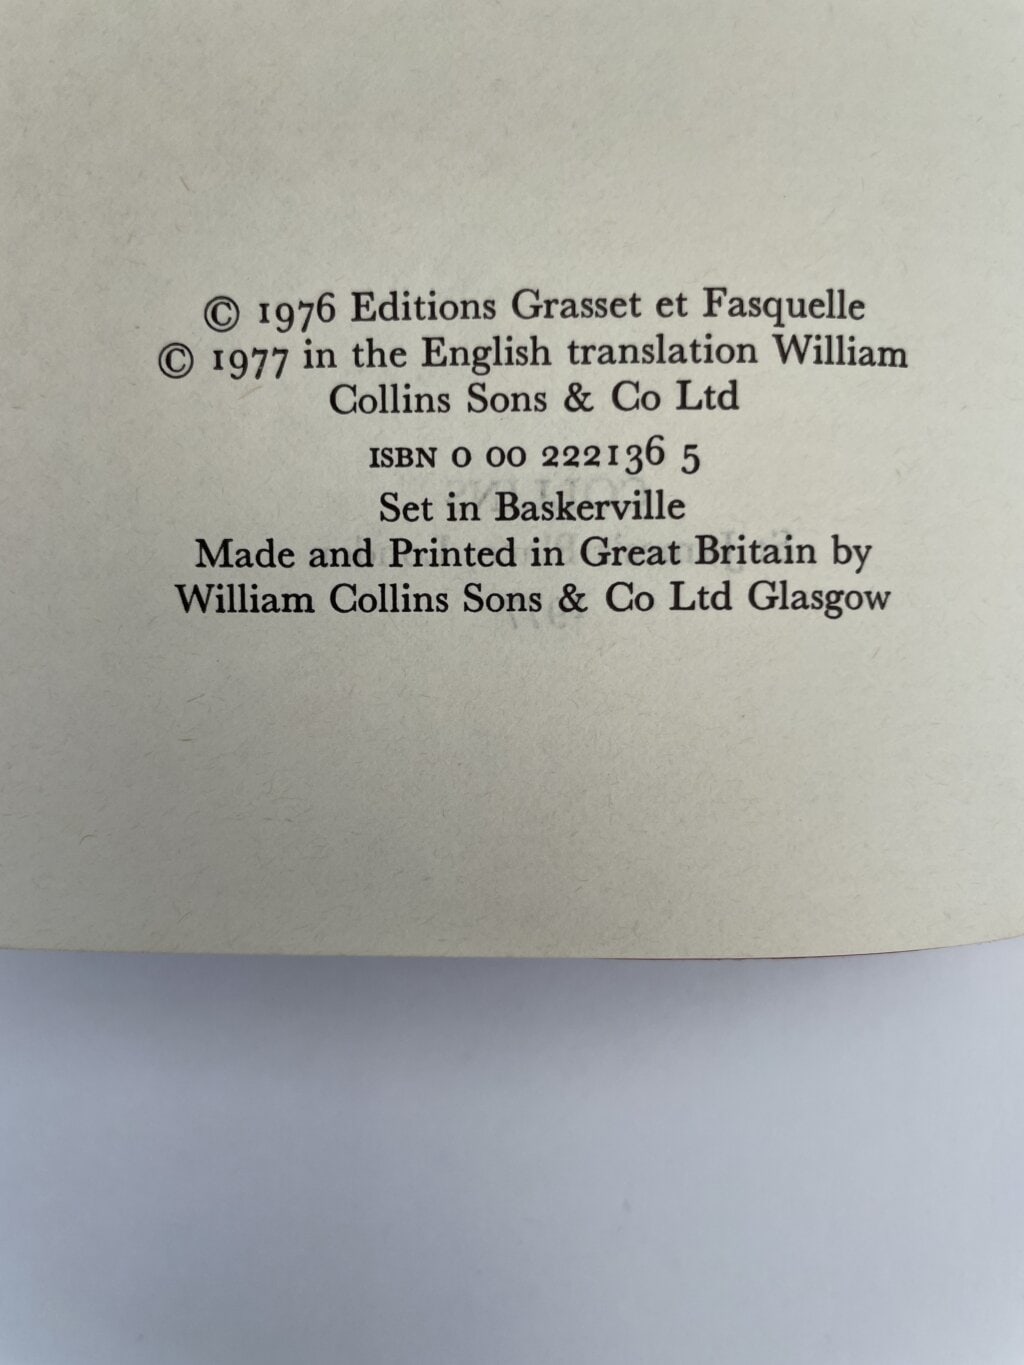 © 1976 Editions Grasset et Fasquelle
© 1977 in the English translation William
Collins Sons & Co Ltd
ISBN 0 00 222136 5
Set in Baskerville
Made and Printed in Great Britain by
William Collins Sons & Co Ltd Glasgow